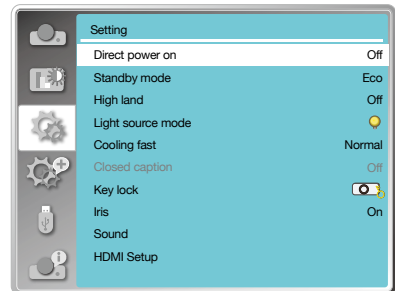 Setting
Direct power on Off
Standby mode Eco
High land Off
Light source mode
Cooling fast Normal
Closed caption Off
Key lock
Iris On
Sound
HDMI Setup